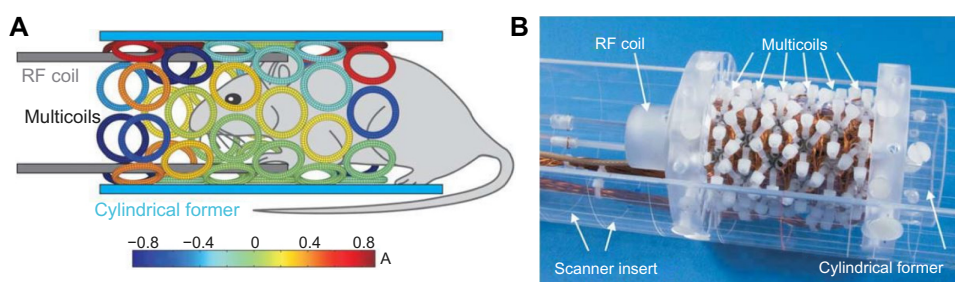 A
RF coil
Multicoils
Cylindrical former
−0.8 −0.4 0 0.4 0.8
A
B
RF coil
Multicoils
Scanner insert
Cylindrical former